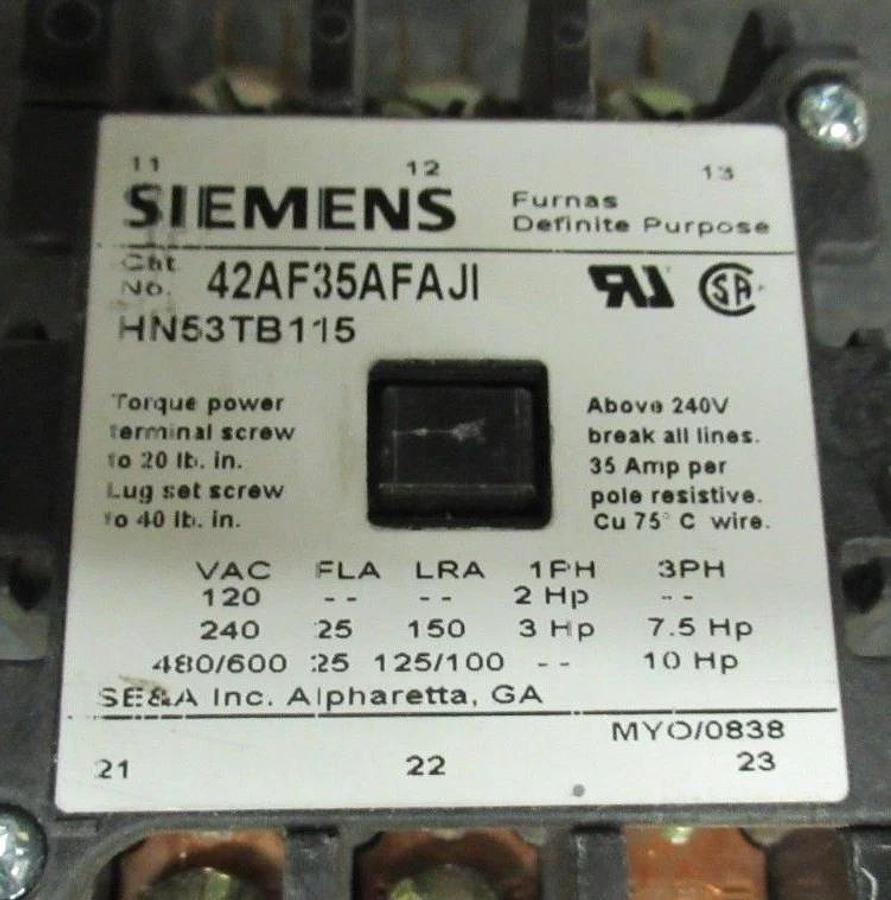 11 12 13
SIEMENS
Furnas
Definite Purpose
Cat
No. 42AF35AFAJI
HN53TB115
Torque power
terminal screw
to 20 lb. in.
Lug set screw
to 40 lb. in.
Above 240V
break all lines.
35 Amp per
pole resistive.
Cu 75° C wire.
VAC FLA LRA 1PH 3PH
120 -- -- 2 Hp --
240 25 150 3 Hp 7.5 Hp
480/600 25 125/100 -- 10 Hp
SE&A Inc. Alpharetta, GA
MYO/0838
21 22 23